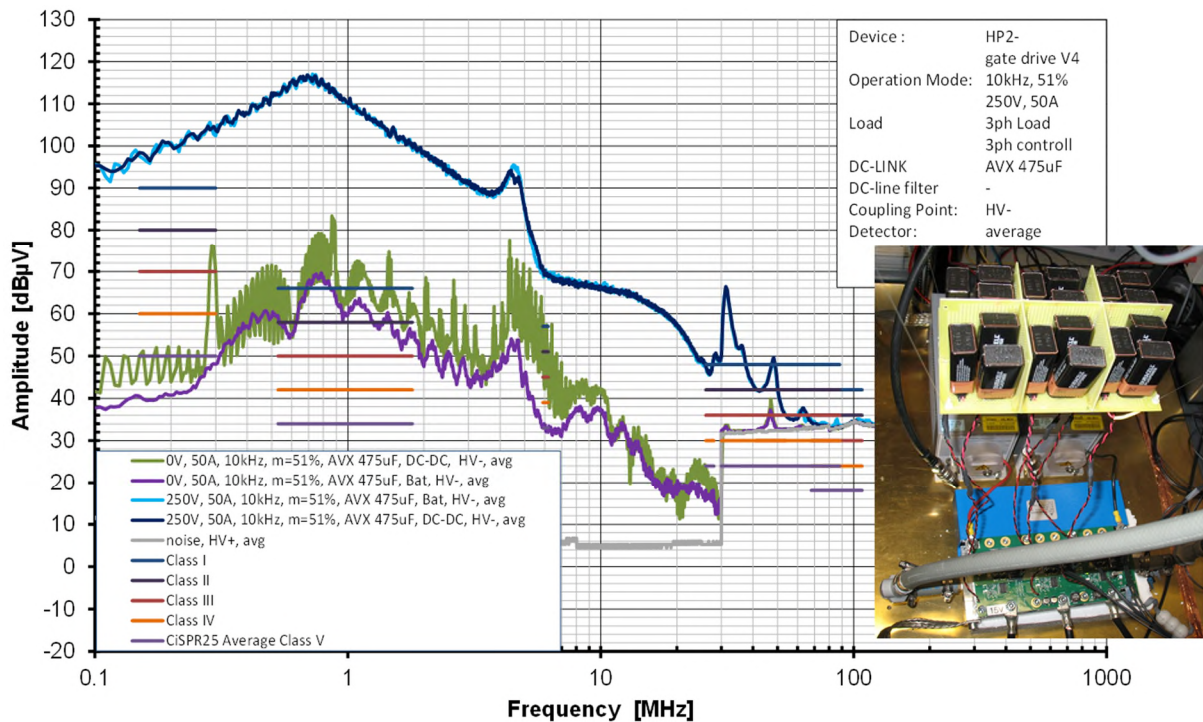 130
120
110
100
90
80
70
60
50
40
30
20
10
0
-10
-20
Amplitude [dBµV]
0.1
1
10
100
1000
Frequency [MHz]
Device : HP2-
gate drive V4
Operation Mode: 10kHz, 51%
250V, 50A
Load 3ph Load
3ph controll
DC-LINK AVX 475uF
DC-line filter -
Coupling Point: HV-
Detector: average
0V, 50A, 10kHz, m=51%, AVX 475uF, DC-DC, HV-, avg
0V, 50A, 10kHz, m=51%, AVX 475uF, Bat, HV-, avg
250V, 50A, 10kHz, m=51%, AVX 475uF, Bat, HV-, avg
250V, 50A, 10kHz, m=51%, AVX 475uF, DC-DC, HV-, avg
noise, HV+, avg
Class I
Class II
Class III
Class IV
CiSPR25 Average Class V
15V